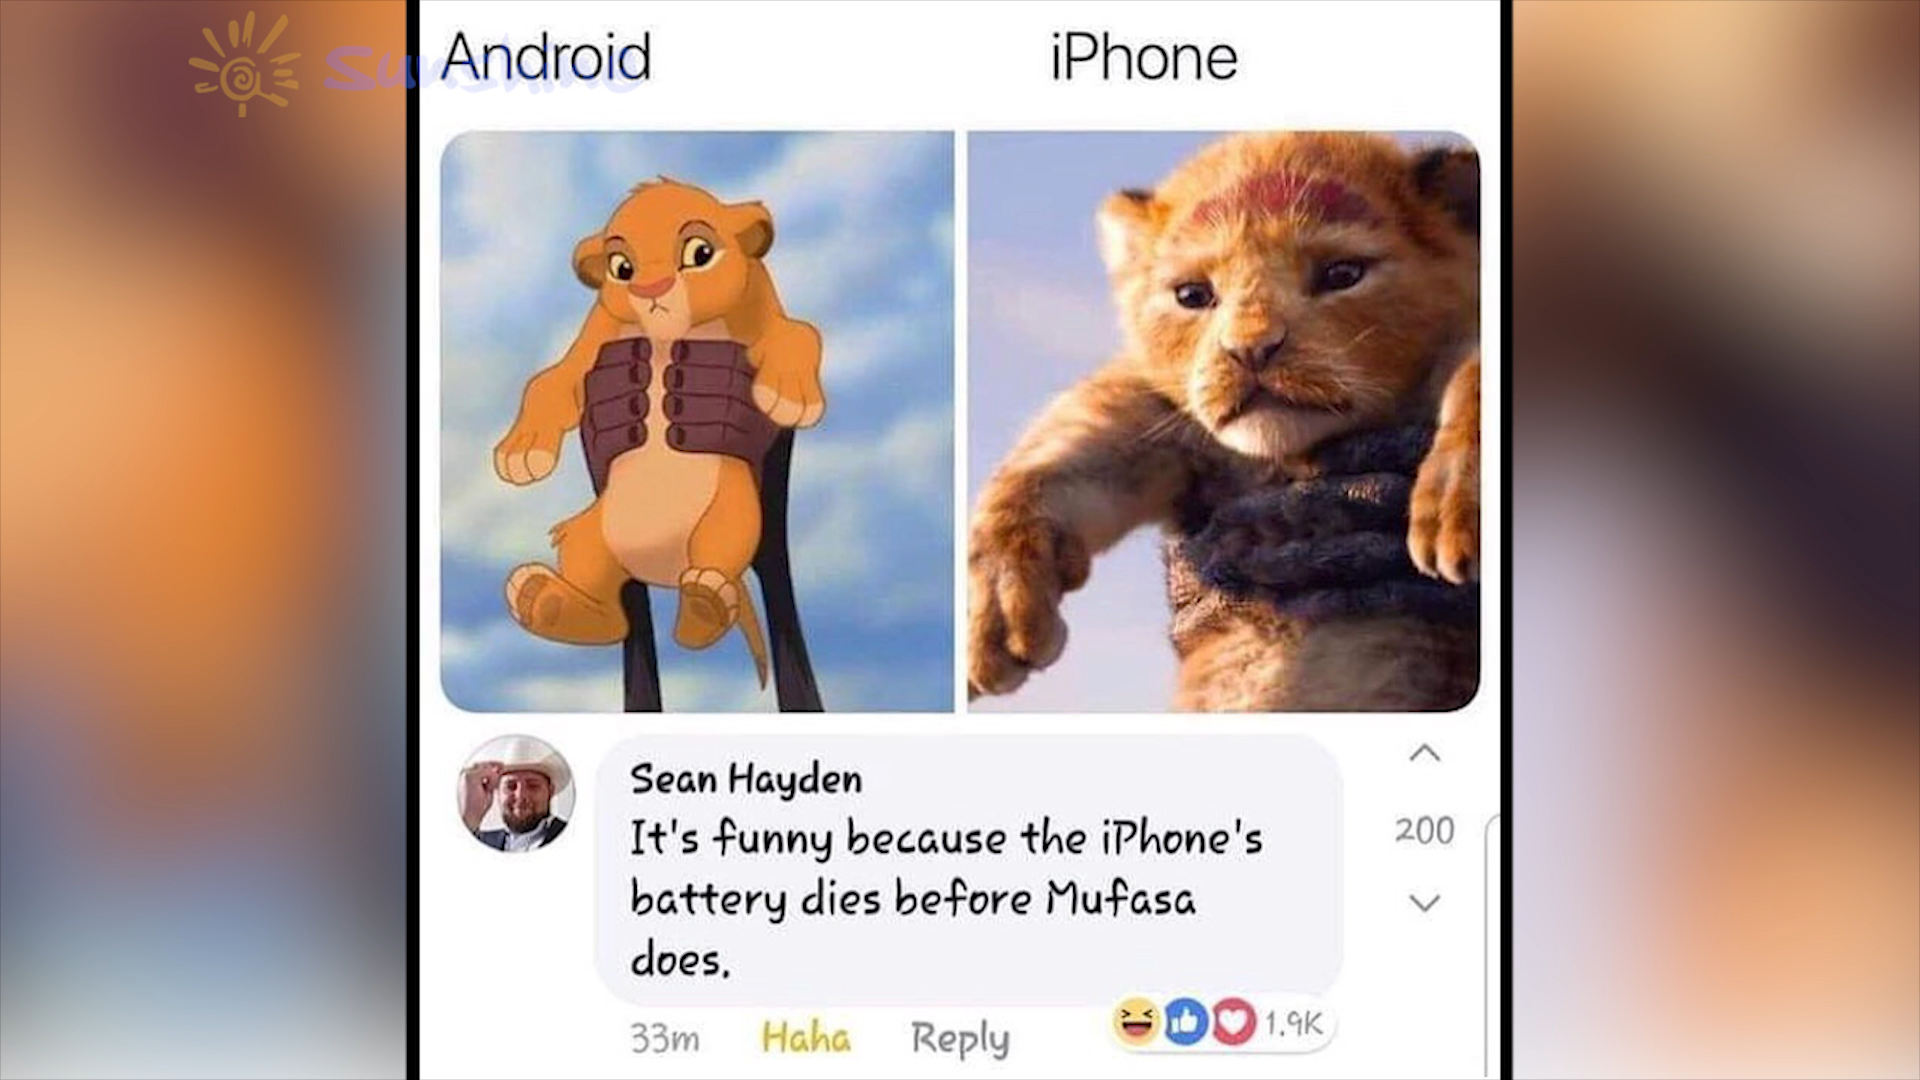 Sunshine
Android
iPhone
Sean Hayden
It's funny because the iPhone's
battery dies before Mufasa
does.
200
33m Haha Reply 1.9K